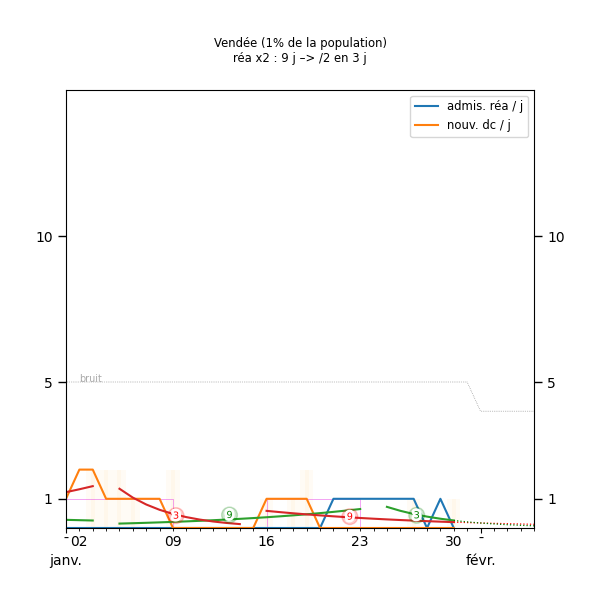 Vendée (1% de la population)
réa x2 : 9 j –> /2 en 3 j
admis. réa / j
nouv. dc / j
10 10
bruit
5 5
1 1
3 9 9 3
- 02 09 16 23 30 -
janv. févr.